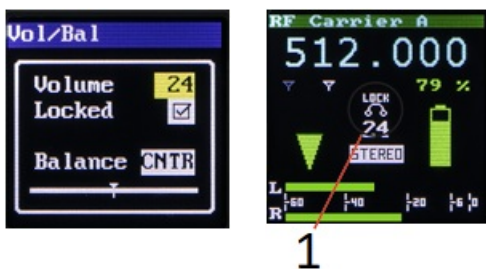 Vol/Bal
Volume 24
Locked
Balance CNTR
RF Carrier A
512.000
79 %
LOCK
24
STEREO
L
-60 -40 -20 -6 0
R
1